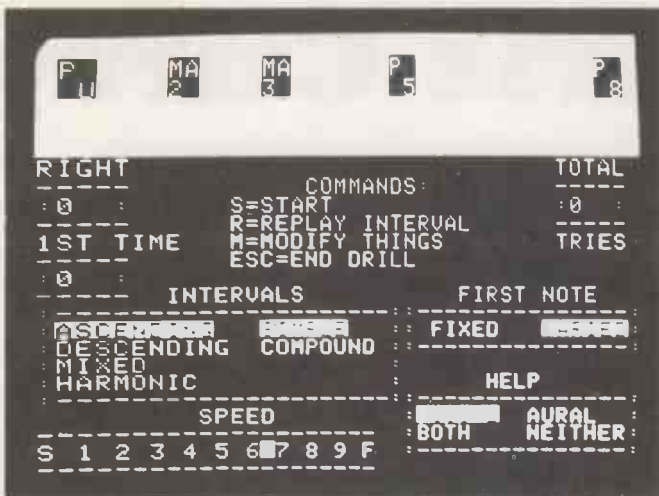 P MA MA P P
U 2 3 5 8
RIGHT TOTAL
COMMANDS:
: 0 : S=START : 0 :
R=REPLAY INTERVAL
1ST TIME M=MODIFY THINGS TRIES
ESC=END DRILL
: 0 :
INTERVALS FIRST NOTE
FIXED
DESCENDING COMPOUND
MIXED
HARMONIC HELP
AURAL
SPEED BOTH NEITHER
S 1 2 3 4 5 6 7 8 9 F